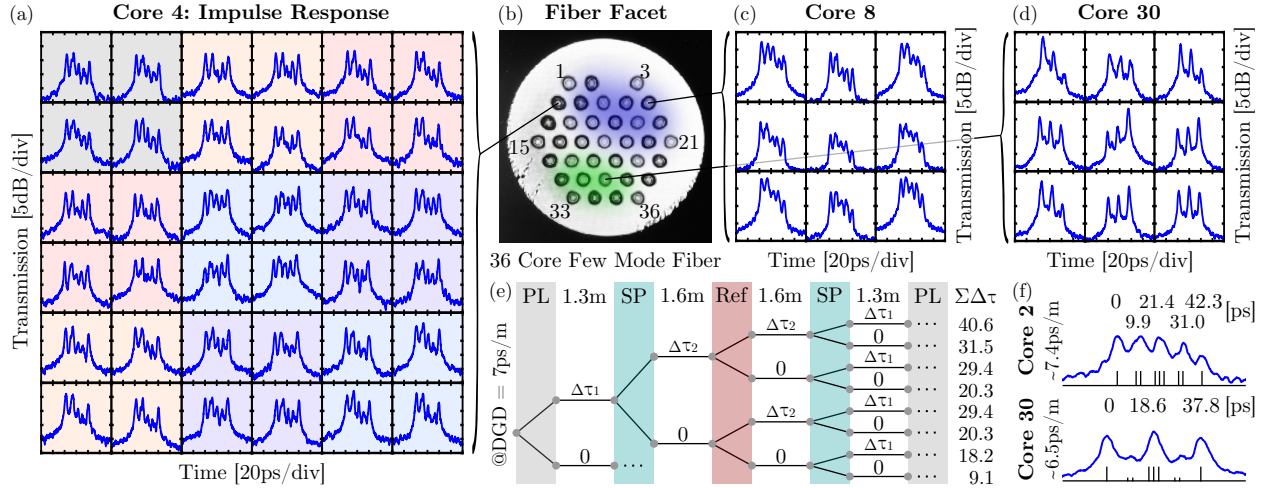 (a) Core 4: Impulse Response
Transmission [5dB/div]
Time [20ps/div]
(b) Fiber Facet
1
3
15
21
33
36
36 Core Few Mode Fiber
(c) Core 8
Transmission [5dB/div]
Time [20ps/div]
(d) Core 30
Transmission [5dB/div]
Time [20ps/div]
(e) PL 1.3m SP 1.6m Ref 1.6m SP 1.3m PL ΣΔτ
@DGD = 7ps/m
Δτ1
0
...
Δτ2
0
Δτ2
0
Δτ2
0
Δτ1 ... 40.6
0 ... 31.5
Δτ1 ... 29.4
0 ... 20.3
Δτ1 ... 29.4
0 ... 20.3
Δτ1 ... 18.2
0 ... 9.1
(f) 0 21.4 42.3 [ps]
9.9 31.0
Core 2
~7.4ps/m
0 18.6 37.8 [ps]
Core 30
~6.5ps/m